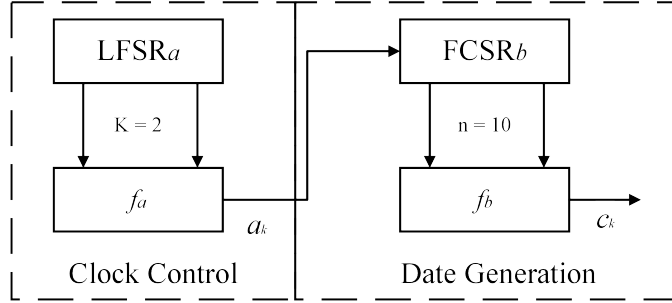 LFSRa
FCSRb
K = 2
n = 10
fa
fb
ak
ck
Clock Control
Date Generation